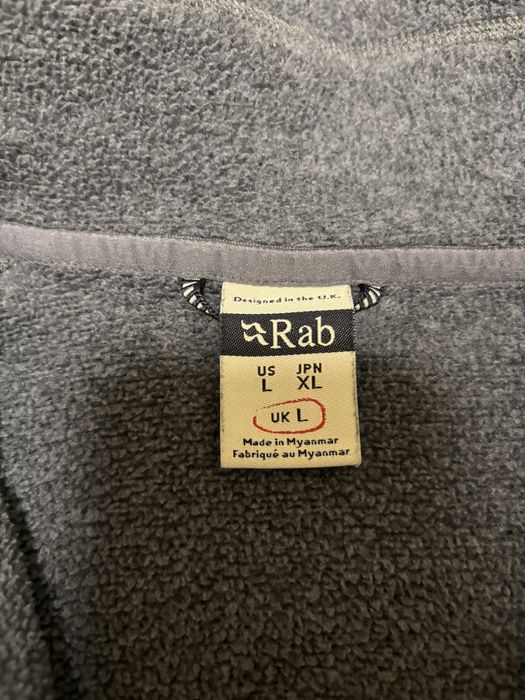 Designed in the U.K.
Rab
US JPN
L XL
UK L
Made in Myanmar
Fabriqué au Myanmar